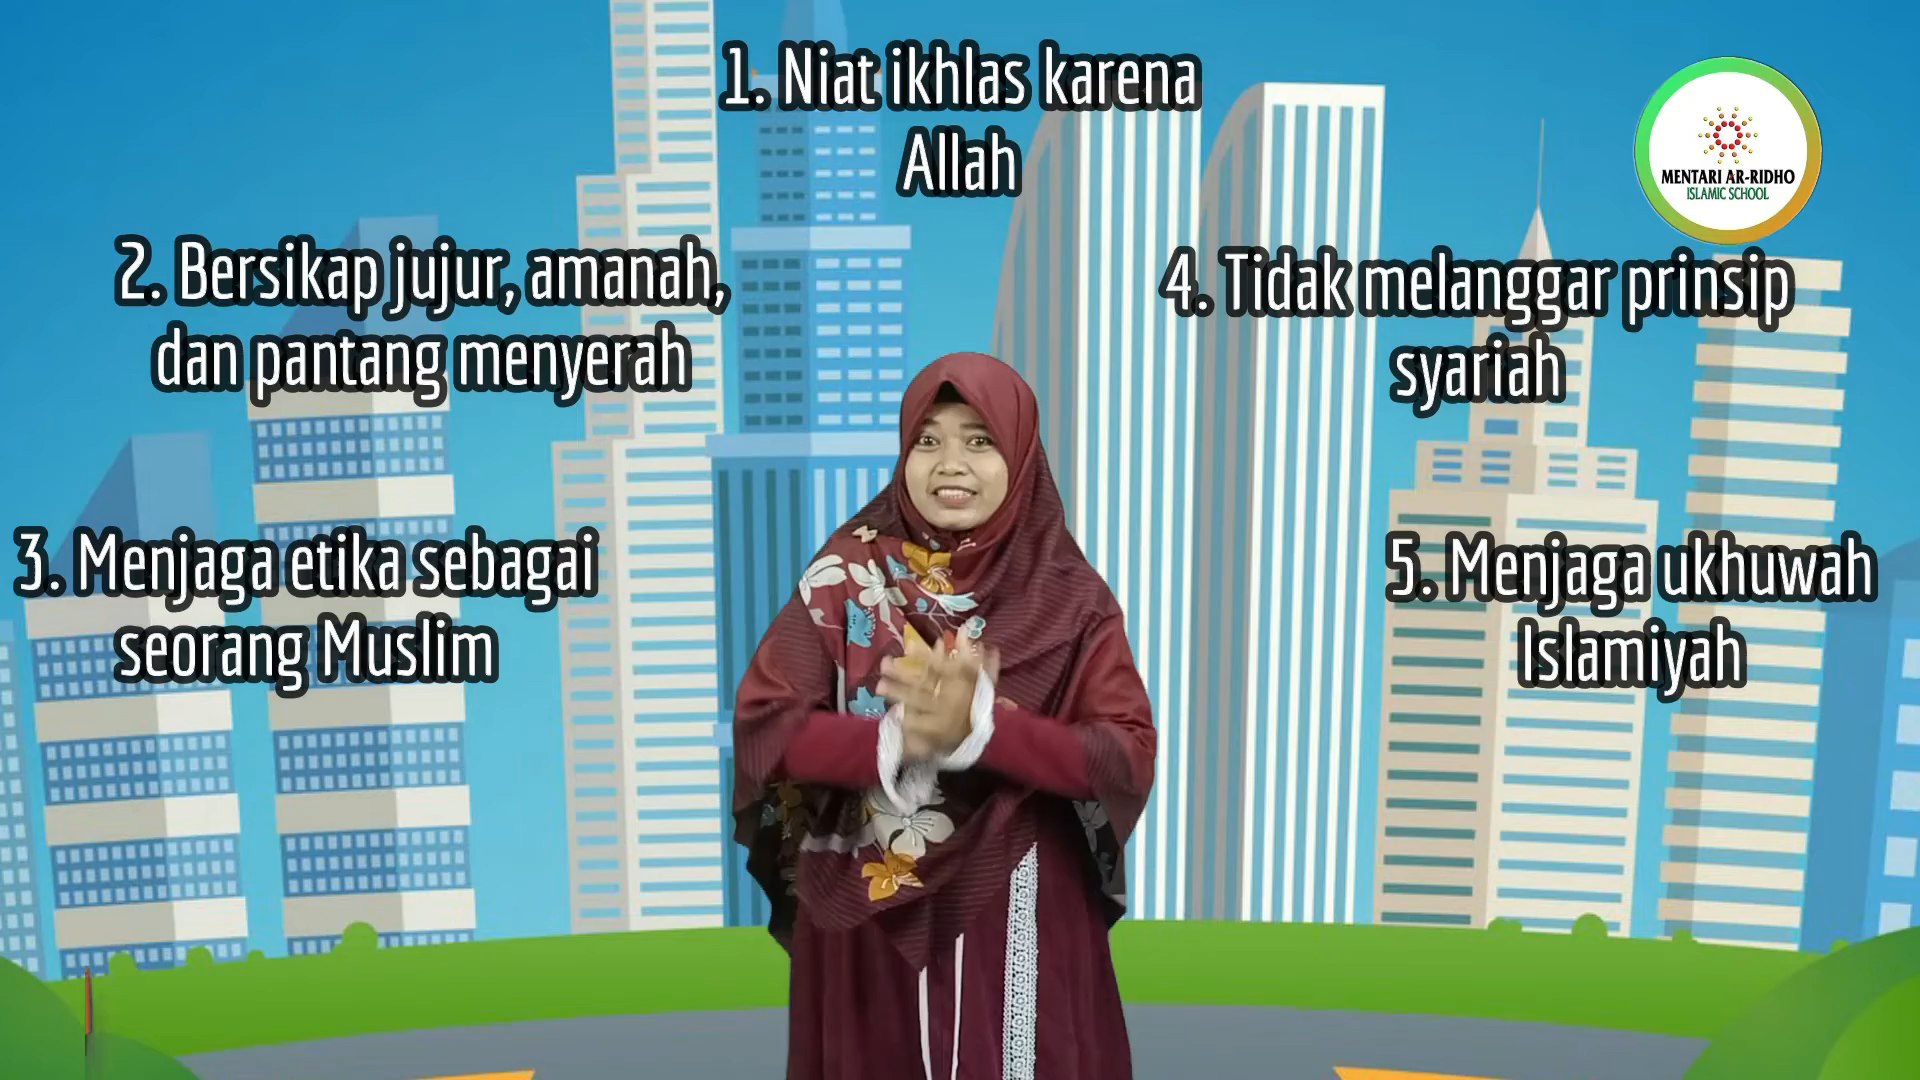 1. Niat ikhlas karena
Allah
2. Bersikap jujur, amanah,
dan pantang menyerah
3. Menjaga etika sebagai
seorang Muslim
4. Tidak melanggar prinsip
syariah
5. Menjaga ukhuwah
Islamiyah
MENTARI AR-RIDHO
ISLAMIC SCHOOL